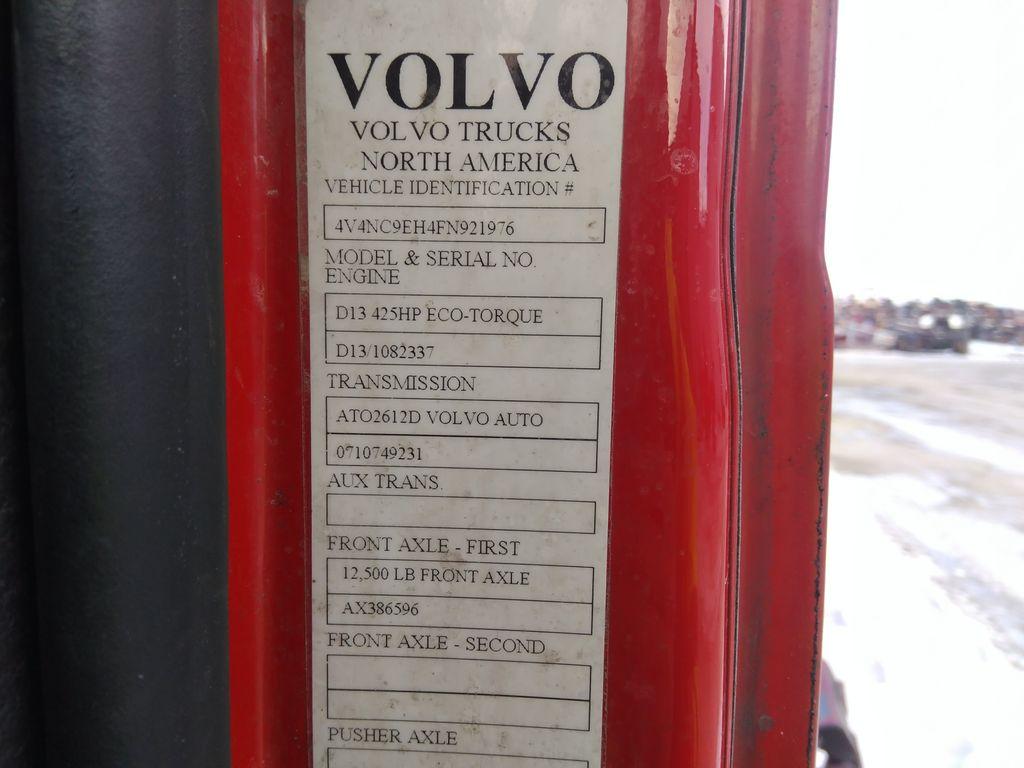 VOLVO
VOLVO TRUCKS
NORTH AMERICA
VEHICLE IDENTIFICATION #
4V4NC9EH4FN921976
MODEL & SERIAL NO.
ENGINE
D13 425HP ECO-TORQUE
D13/1082337
TRANSMISSION
ATO2612D VOLVO AUTO
0710749231
AUX TRANS.
FRONT AXLE - FIRST
12,500 LB FRONT AXLE
AX386596
FRONT AXLE - SECOND
PUSHER AXLE